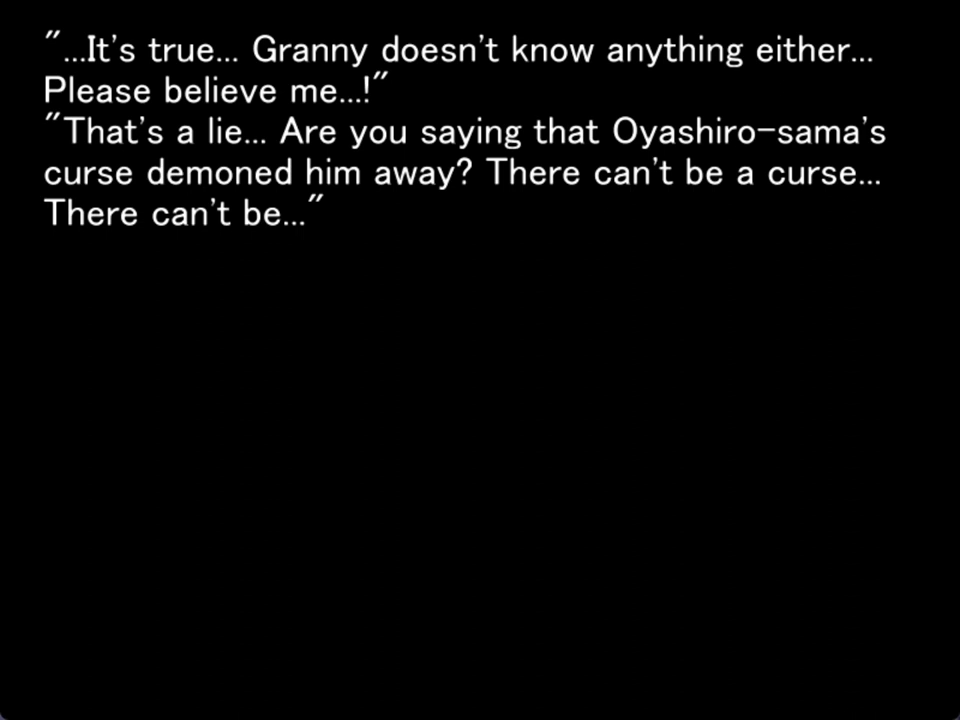 "...It's true... Granny doesn't know anything either...
Please believe me...!"
"That's a lie... Are you saying that Oyashiro-sama's
curse demoned him away? There can't be a curse...
There can't be..."